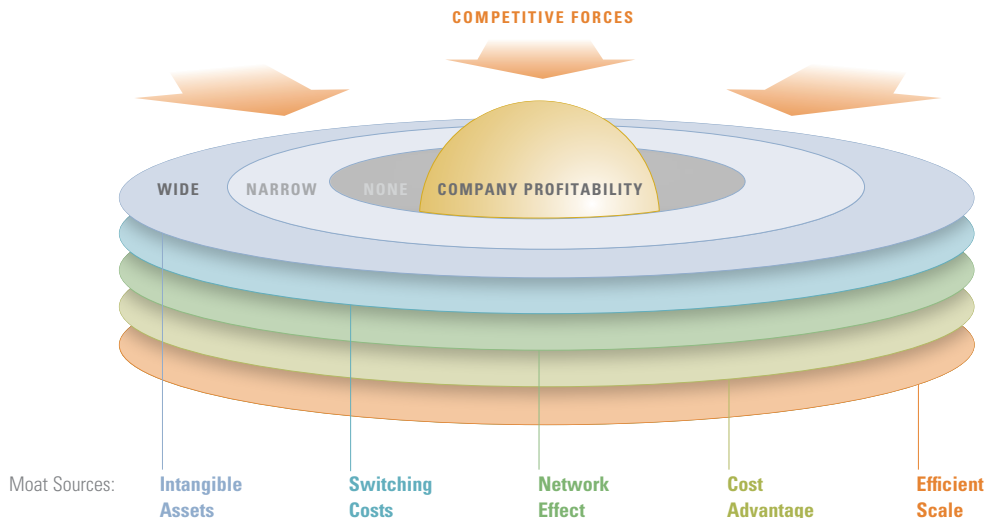 COMPETITIVE FORCES
WIDE NARROW NONE COMPANY PROFITABILITY
Moat Sources: Intangible Switching Network Cost Efficient
Assets Costs Effect Advantage Scale